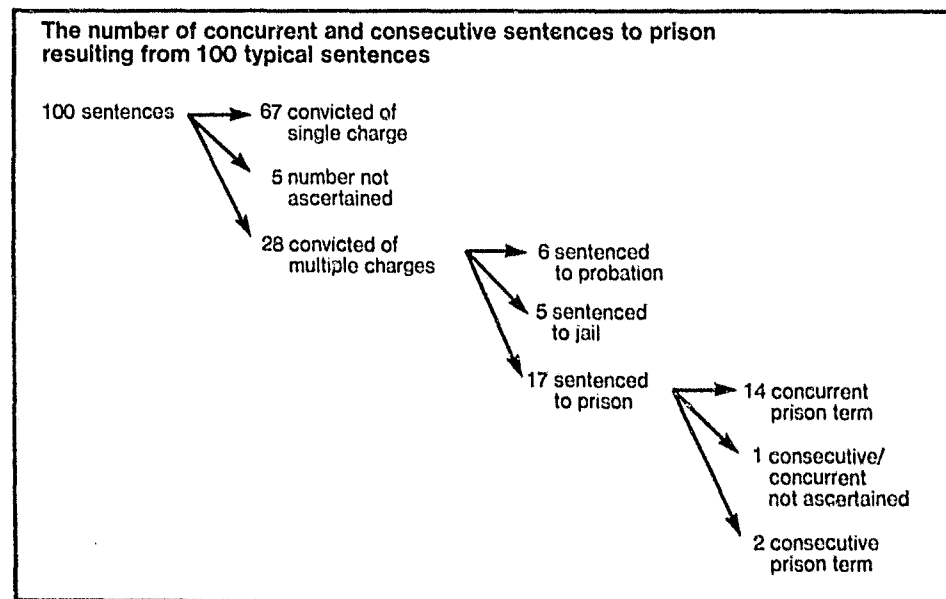 The number of concurrent and consecutive sentences to prison
resulting from 100 typical sentences
100 sentences
67 convicted of
single charge
5 number not
ascertained
28 convicted of
multiple charges
6 sentenced
to probation
5 sentenced
to jail
17 sentenced
to prison
14 concurrent
prison term
1 consecutive/
concurrent
not ascertained
2 consecutive
prison term